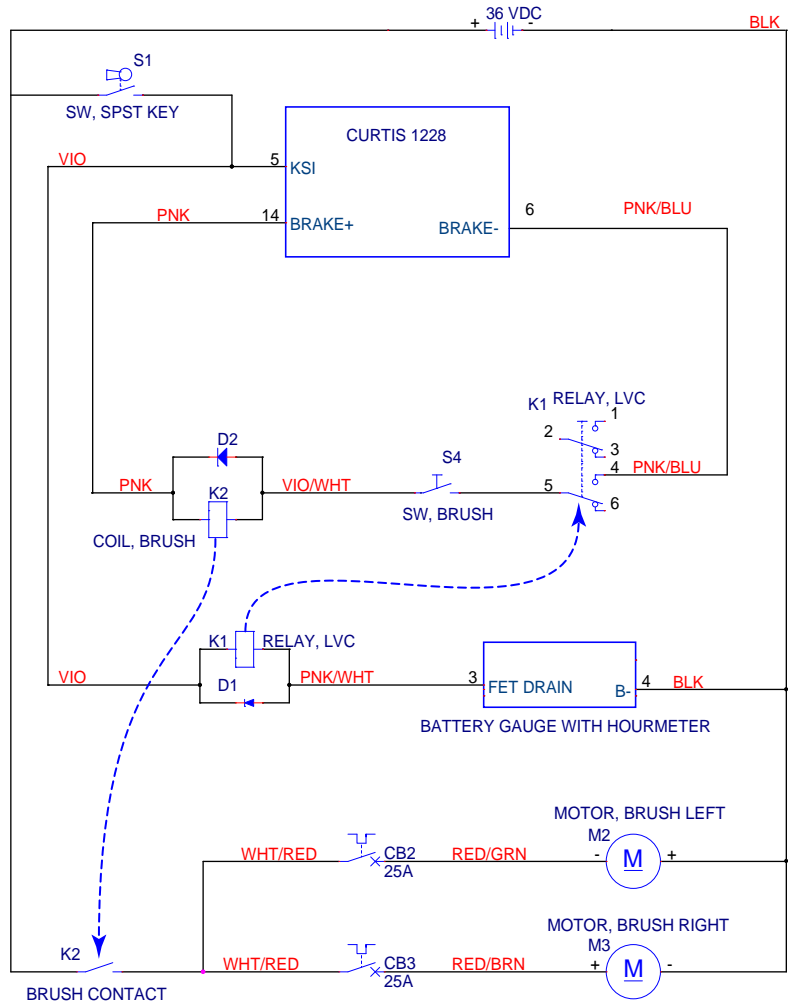 36 VDC
+ -
BLK
S1
SW, SPST KEY
CURTIS 1228
VIO
5
KSI
PNK
14
BRAKE+
BRAKE-
6
PNK/BLU
K1 RELAY, LVC
1
2
3
4
PNK/BLU
5
6
D2
PNK
K2
VIO/WHT
S4
SW, BRUSH
COIL, BRUSH
K1
RELAY, LVC
VIO
D1
PNK/WHT
3
FET DRAIN
B-
4
BLK
BATTERY GAUGE WITH HOURMETER
MOTOR, BRUSH LEFT
M2
WHT/RED
CB2
25A
RED/GRN
- M +
MOTOR, BRUSH RIGHT
M3
K2
WHT/RED
CB3
25A
RED/BRN
+ M -
BRUSH CONTACT